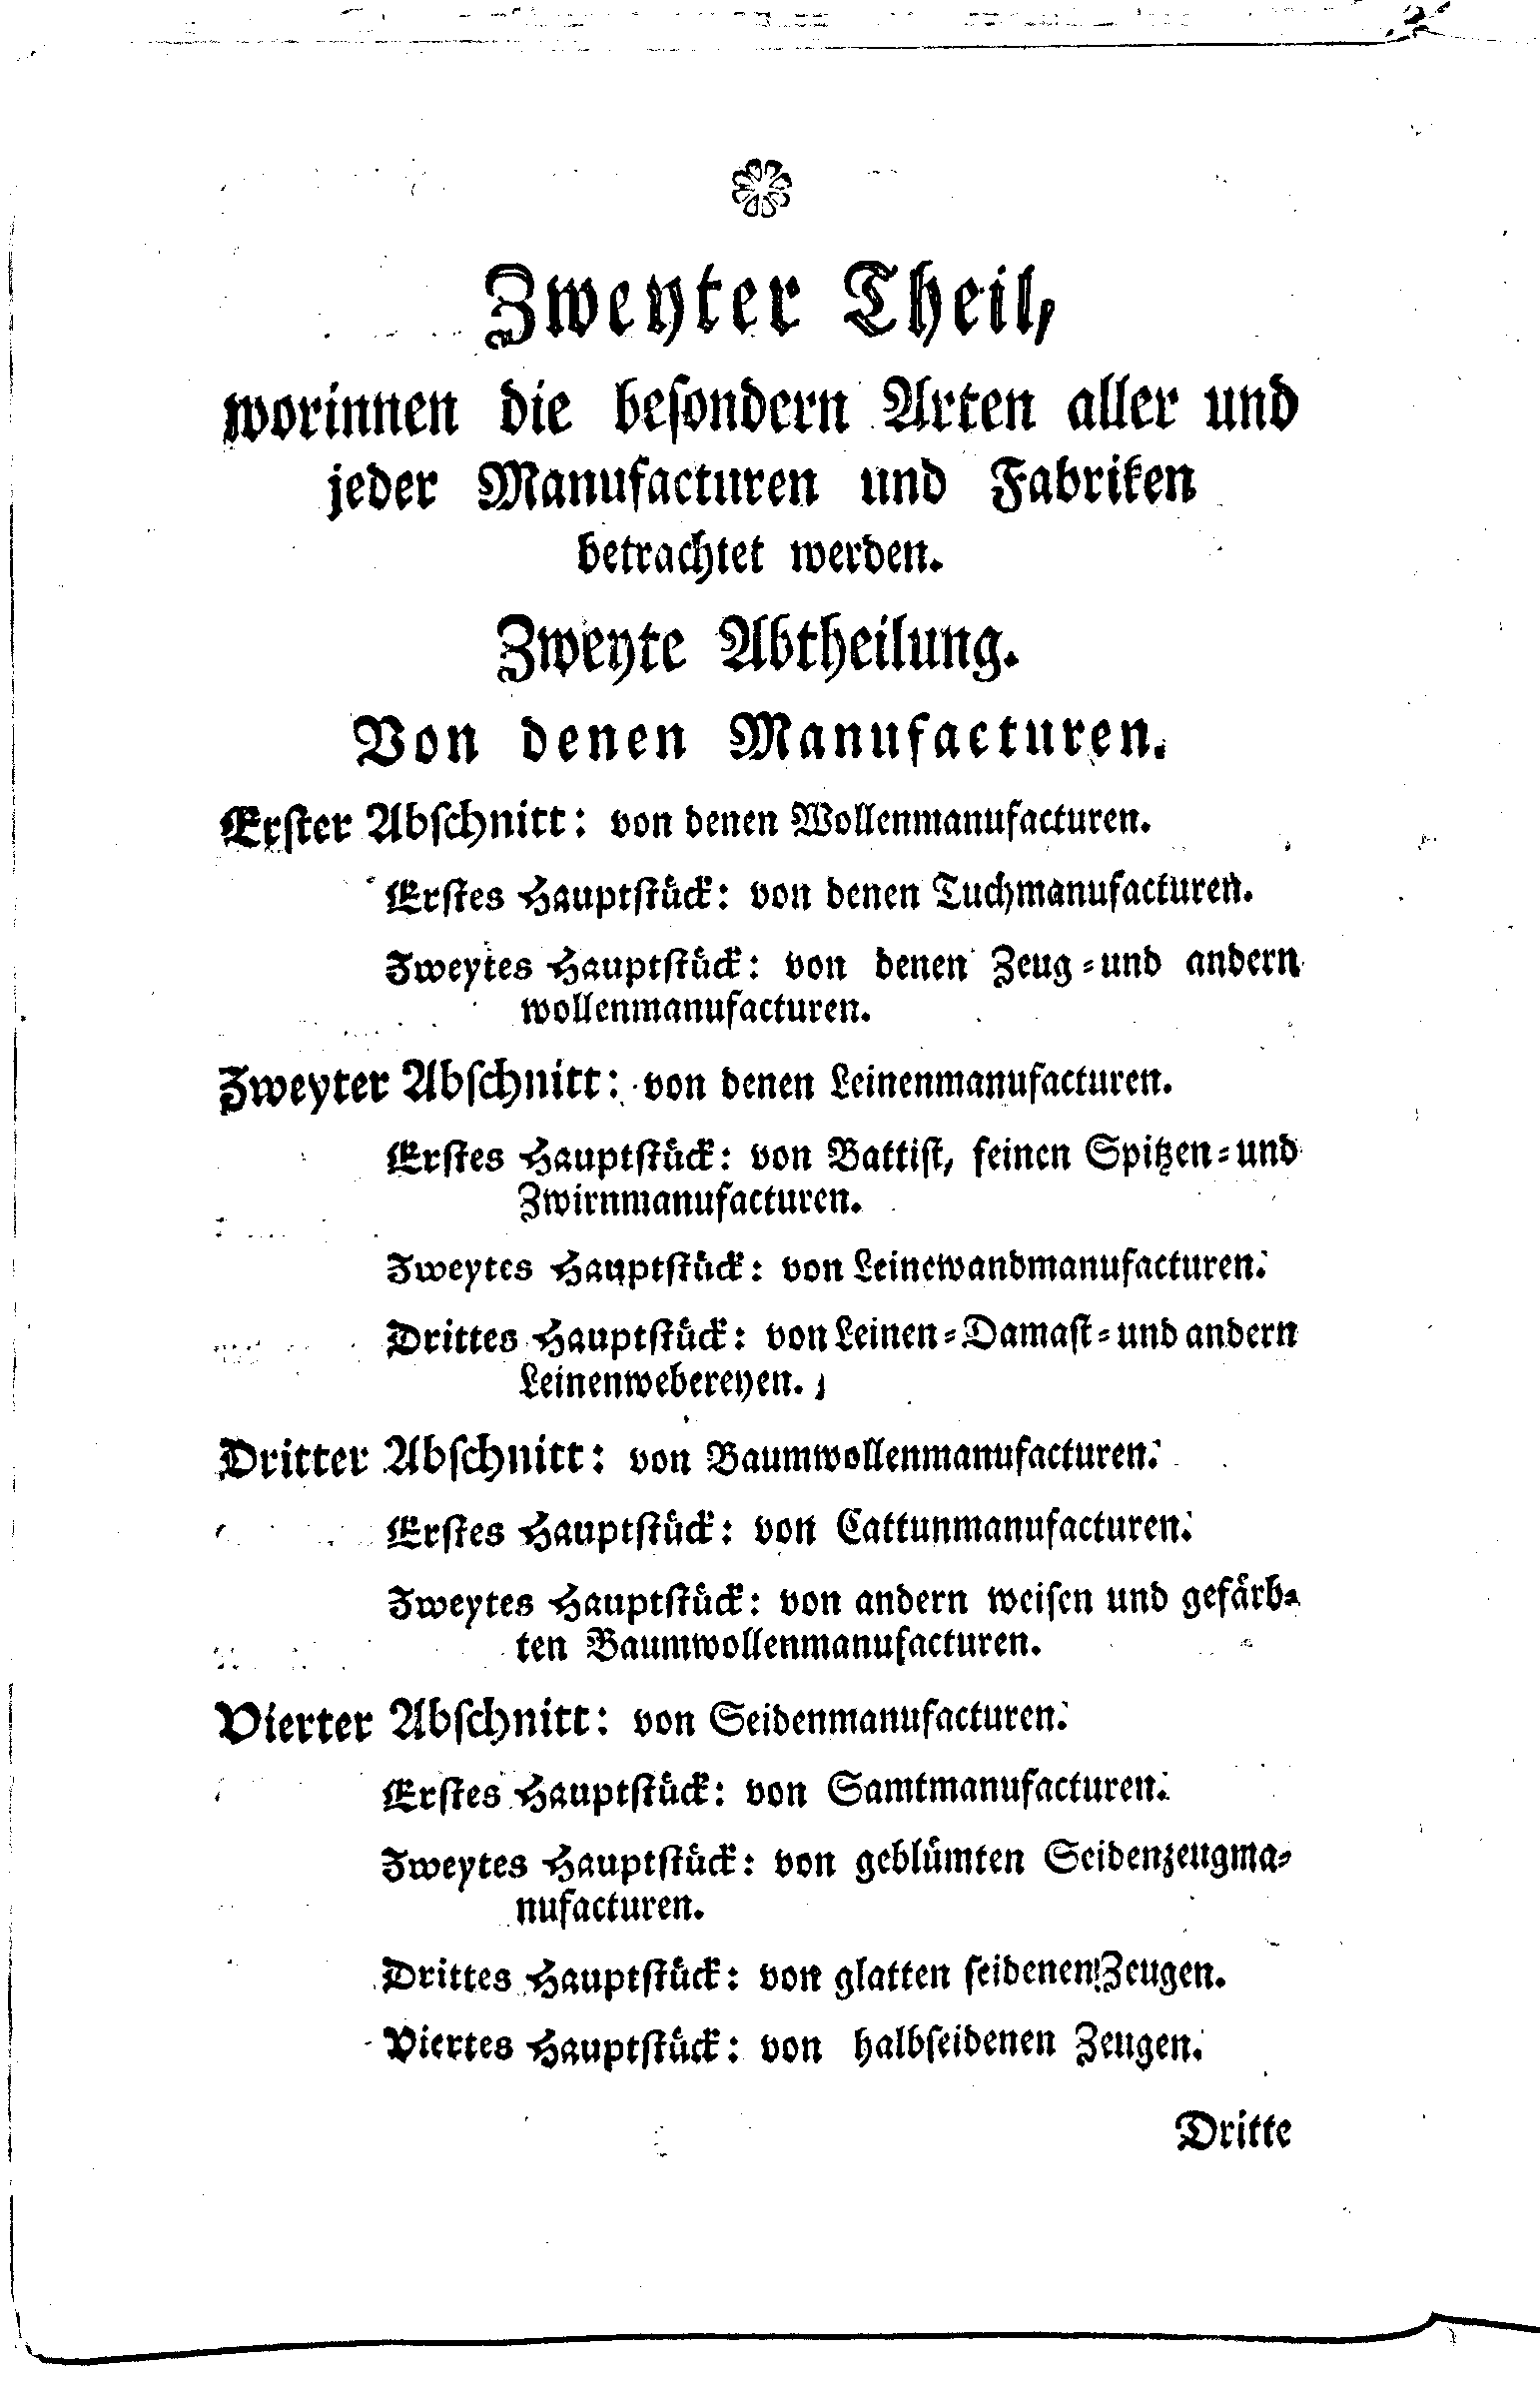 Zweyter Theil,
worinnen die besondern Arten aller und
jeder Manufacturen und Fabriken
betrachtet werden.
Zweyte Abtheilung.
Von denen Manufacturen.
Erster Abschnitt: von denen Wollenmanufacturen.
Erstes Hauptstück: von denen Tuchmanufacturen.
Zweytes Hauptstück: von denen Zeug-und andern
wollenmanufacturen.
Zweyter Abschnitt: von denen Leinenmanufacturen.
Erstes Hauptstück: von Battist, feinen Spitzen-und
Zwirnmanufacturen.
Zweytes Hauptstück: von Leinewandmanufacturen.
Drittes Hauptstück: von Leinen-Damast-und andern
Leinenwebereyen.
Dritter Abschnitt: von Baumwollenmanufacturen.
Erstes Hauptstück: von Cattunmanufacturen.
Zweytes Hauptstück: von andern weisen und gefärb-
ten Baumwollenmanufacturen.
Vierter Abschnitt: von Seidenmanufacturen.
Erstes Hauptstück: von Samtmanufacturen.
Zweytes Hauptstück: von geblümten Seidenzeugma-
nufacturen.
Drittes Hauptstück: von glatten seidenen Zeugen.
Viertes Hauptstück: von halbseidenen Zeugen.
Dritte